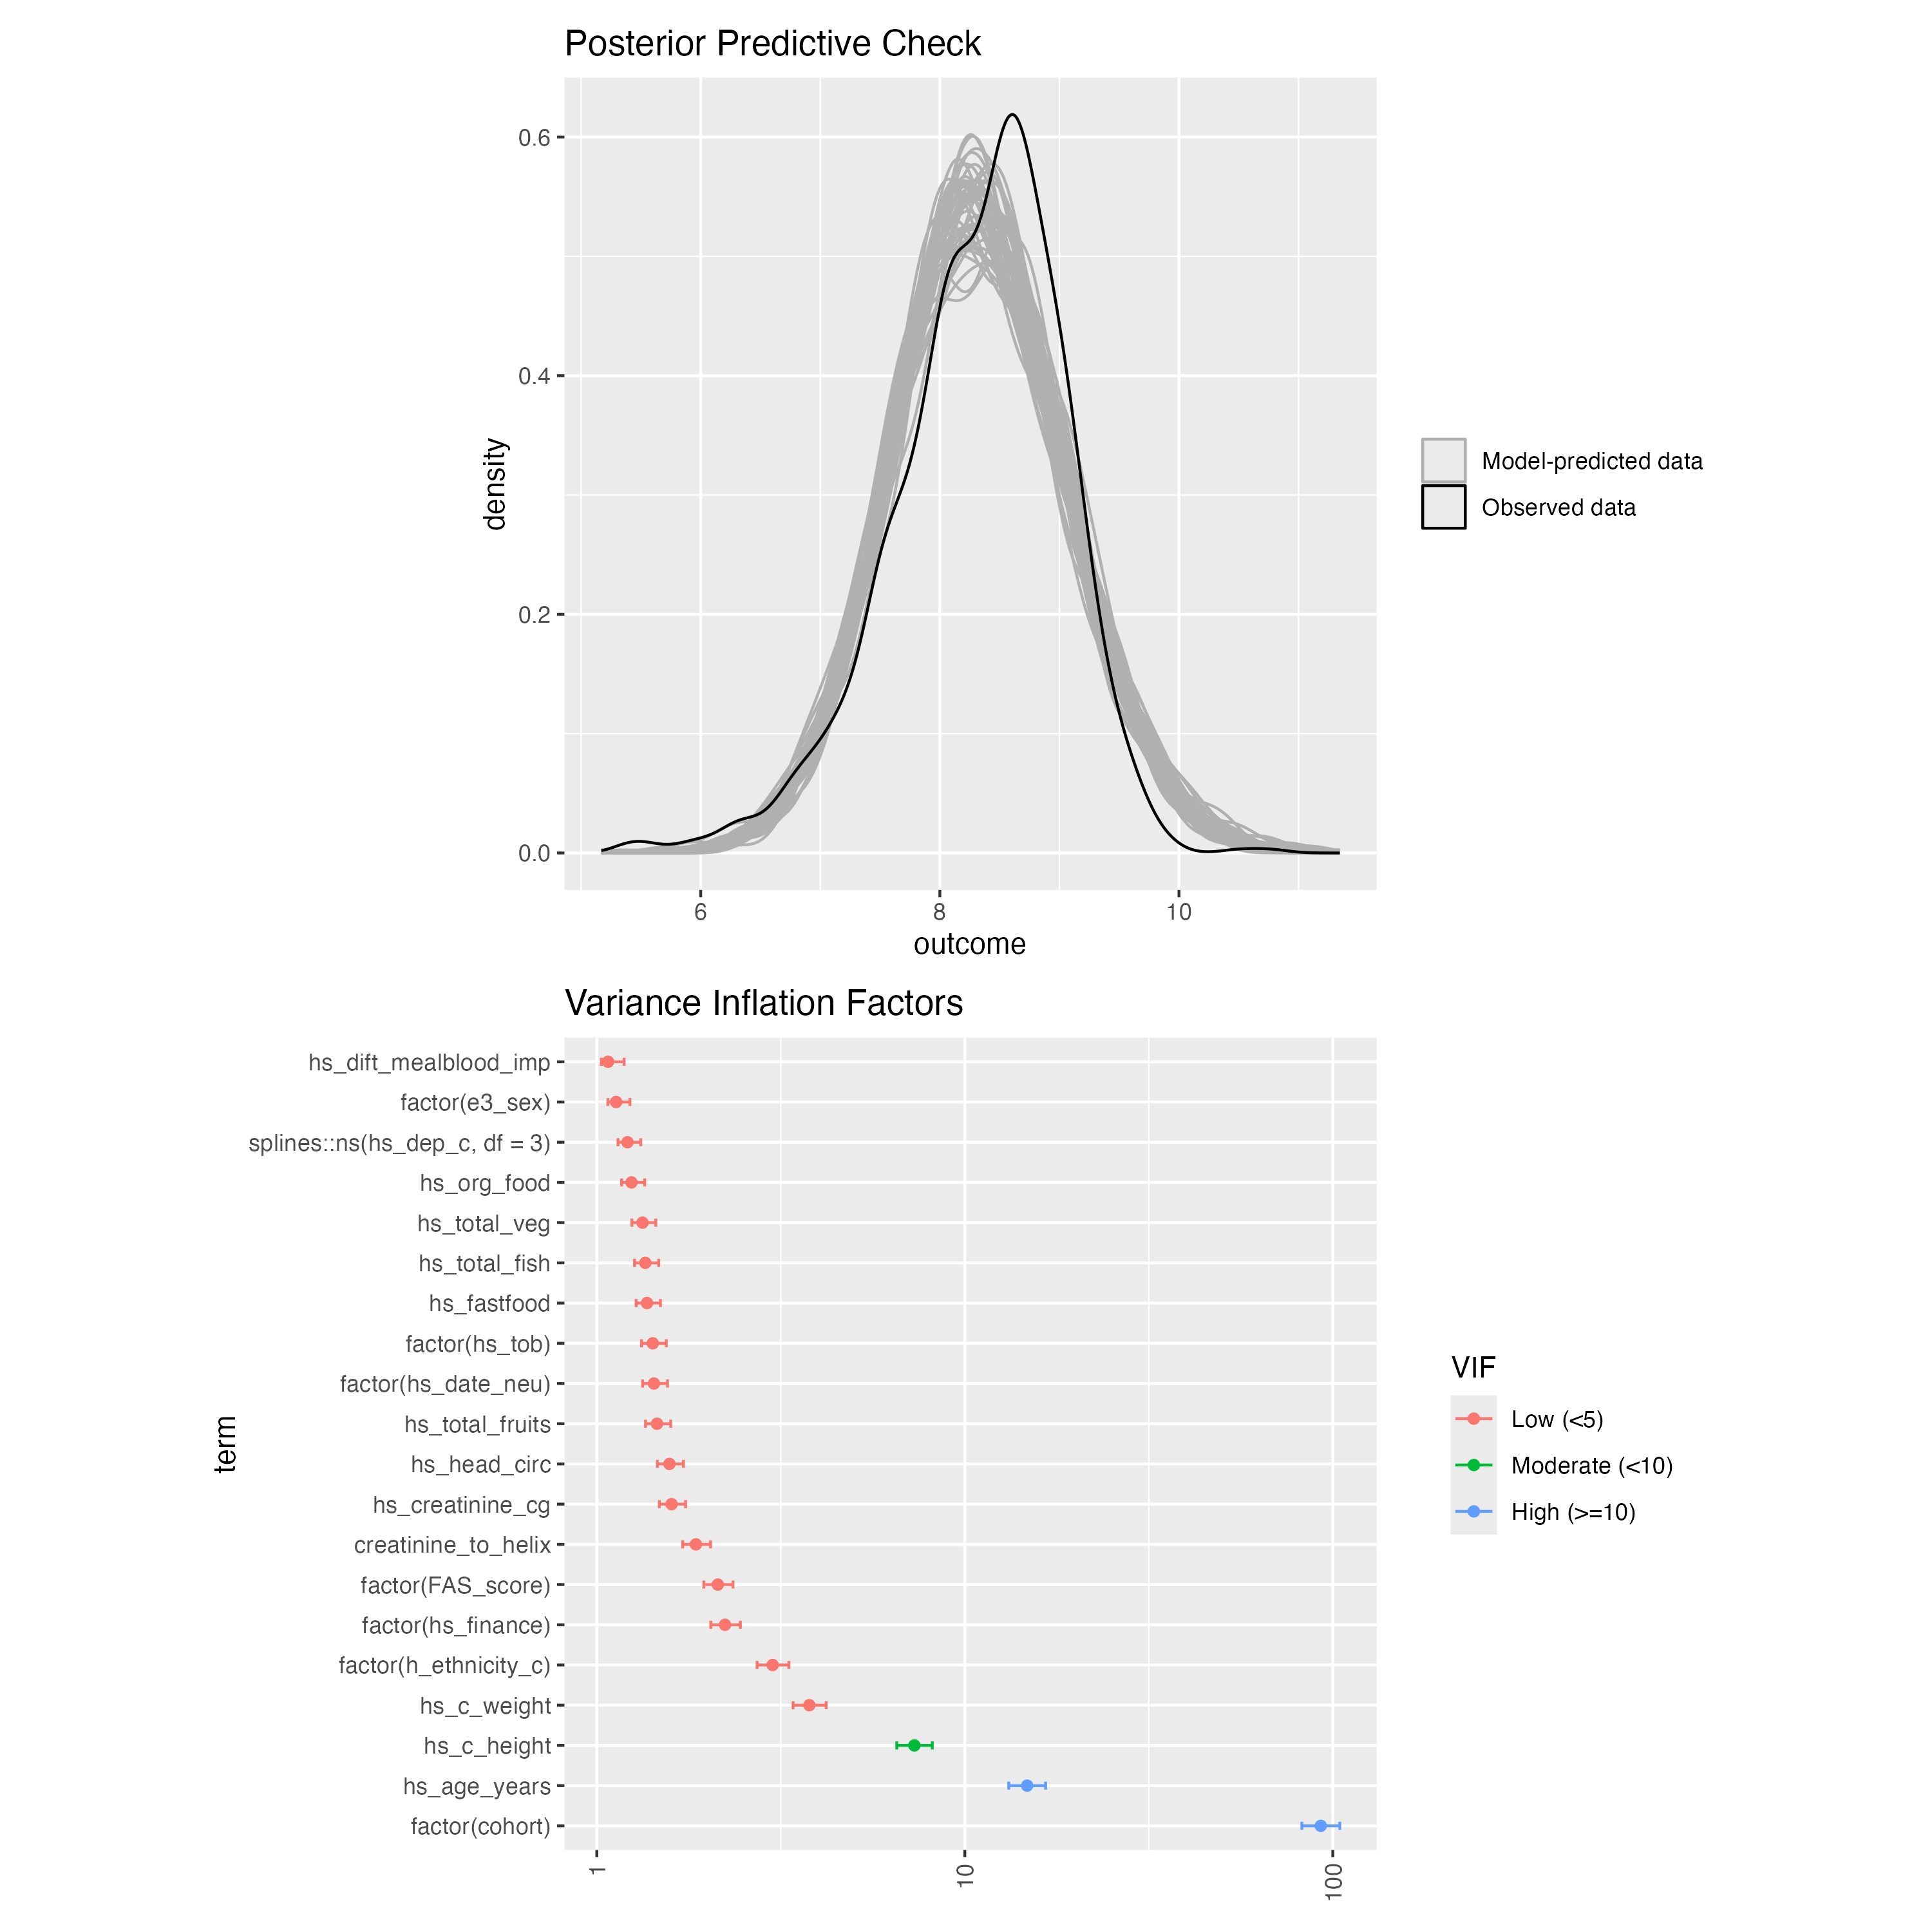 Posterior Predictive Check
0.6
0.4
0.2
0.0
density
6
8
10
outcome
Model-predicted data
Observed data
Variance Inflation Factors
hs_dift_mealblood_imp
factor(e3_sex)
splines::ns(hs_dep_c, df = 3)
hs_org_food
hs_total_veg
hs_total_fish
hs_fastfood
factor(hs_tob)
factor(hs_date_neu)
hs_total_fruits
hs_head_circ
hs_creatinine_cg
creatinine_to_helix
factor(FAS_score)
factor(hs_finance)
factor(h_ethnicity_c)
hs_c_weight
hs_c_height
hs_age_years
factor(cohort)
term
1
10
100
VIF
Low (<5)
Moderate (<10)
High (>=10)